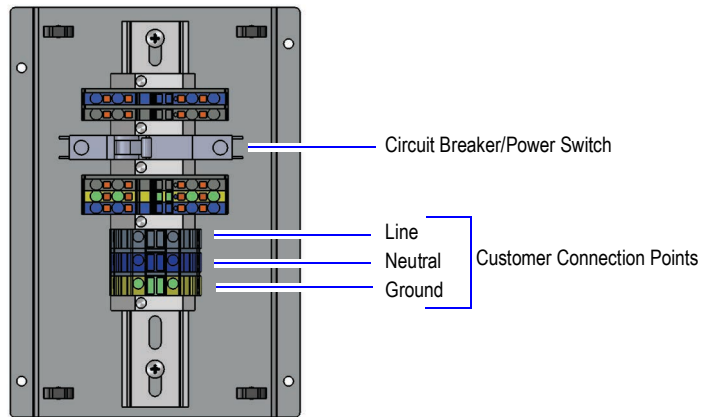 Circuit Breaker/Power Switch
Line
Neutral
Customer Connection Points
Ground